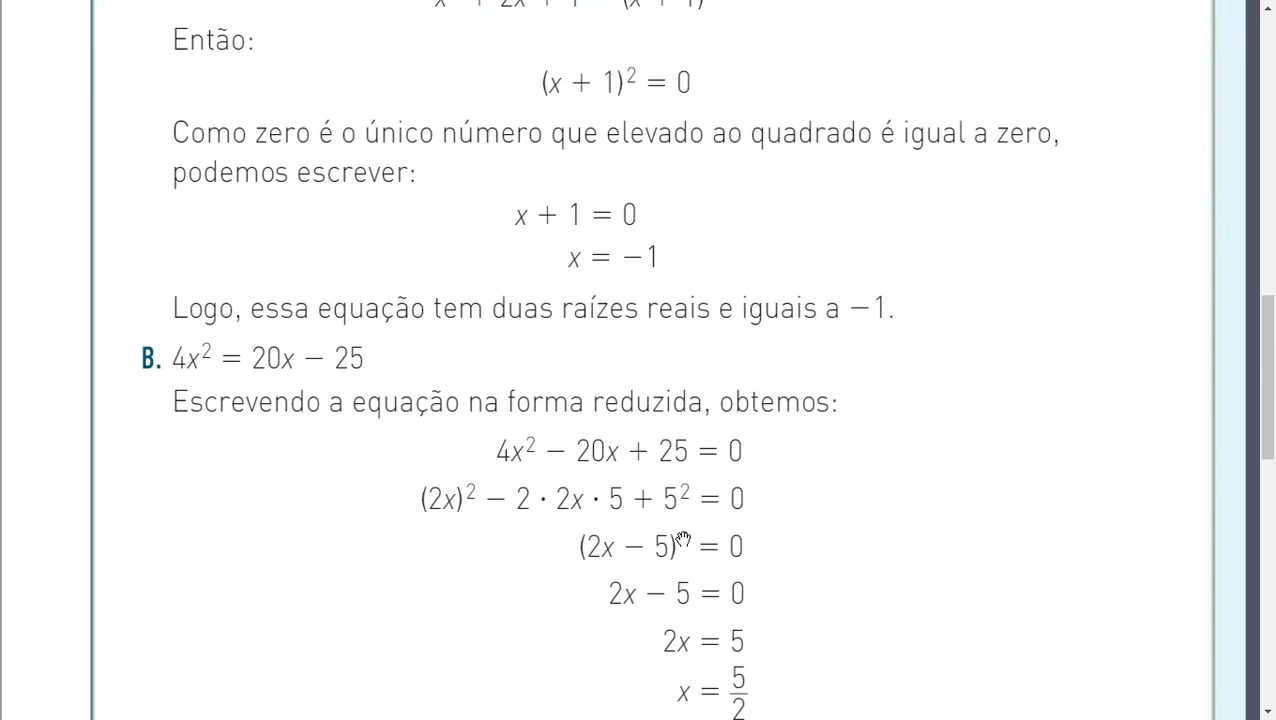 Então:
(x + 1)² = 0
Como zero é o único número que elevado ao quadrado é igual a zero,
podemos escrever:
x + 1 = 0
x = −1
Logo, essa equação tem duas raízes reais e iguais a −1.
B. 4x² = 20x − 25
Escrevendo a equação na forma reduzida, obtemos:
4x² − 20x + 25 = 0
(2x)² − 2 · 2x · 5 + 5² = 0
(2x − 5) = 0
2x − 5 = 0
2x = 5
x = 5/2